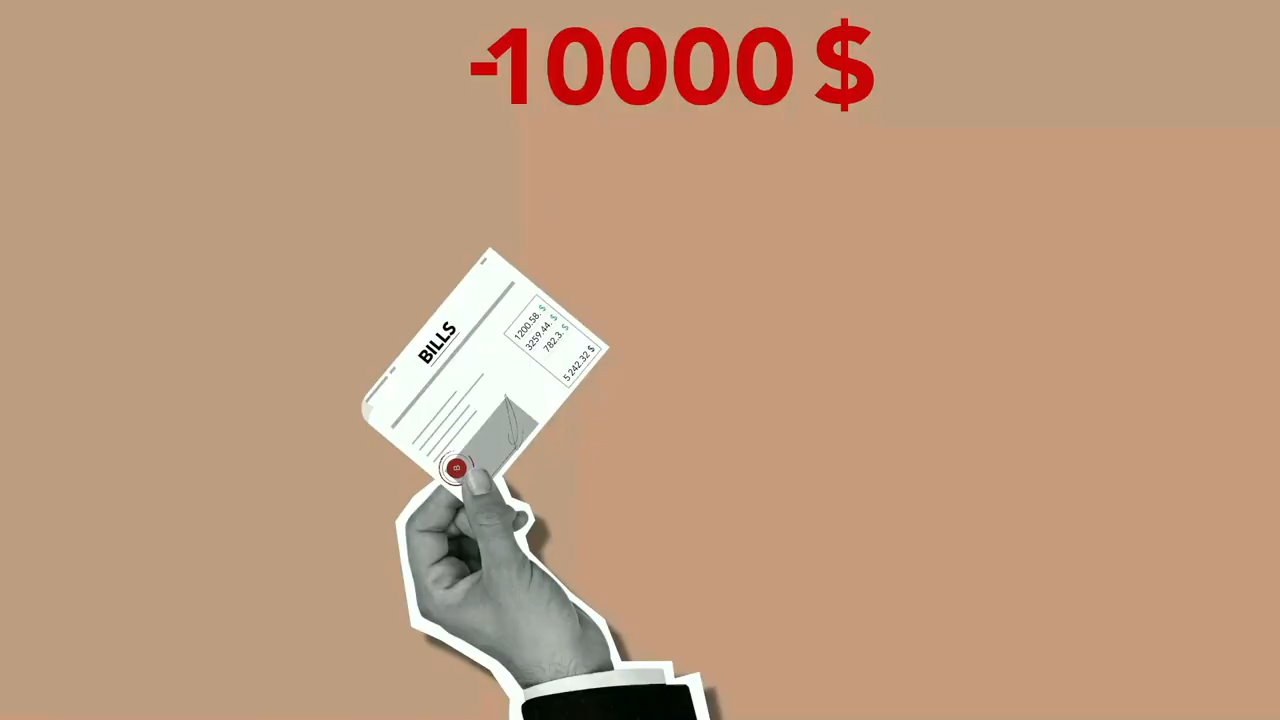 -10000 $
BILLS
1200.58. $
3259.44. $
782.3. $
5 242.32 $
B